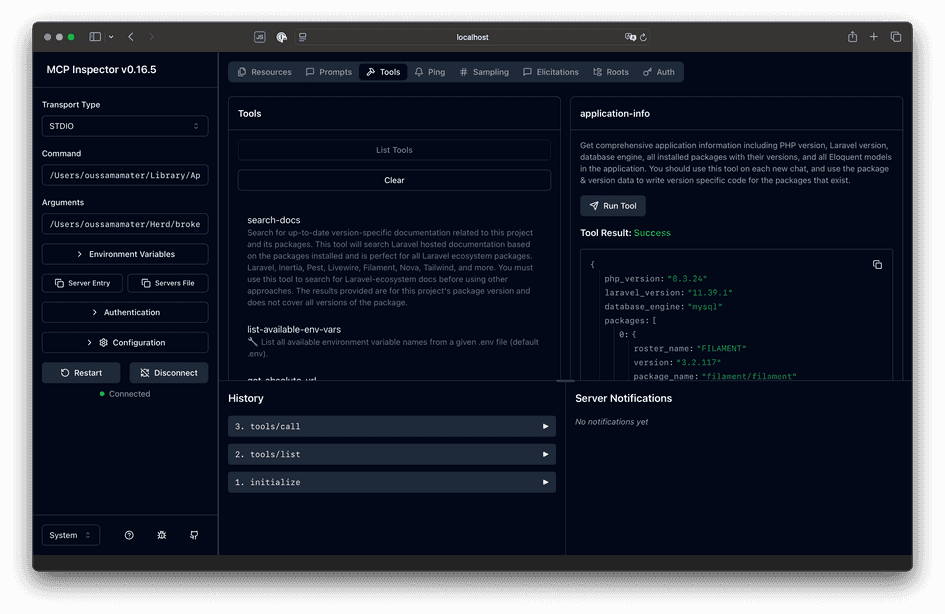 JS
localhost
MCP Inspector v0.16.5
Transport Type
STDIO
Command
/Users/oussamamater/Library/Ap
Arguments
/Users/oussamamater/Herd/broke
Environment Variables
Server Entry
Servers File
Authentication
Configuration
Restart
Disconnect
Connected
System
Resources
Prompts
Tools
Ping
Sampling
Elicitations
Roots
Auth
Tools
List Tools
Clear
search-docs
Search for up-to-date version-specific documentation related to this project
and its packages. This tool will search Laravel hosted documentation based
on the packages installed and is perfect for all Laravel ecosystem packages.
Laravel, Inertia, Pest, Livewire, Filament, Nova, Tailwind, and more. You must
use this tool to search for Laravel-ecosystem docs before using other
approaches. The results provided are for this project's package version and
does not cover all versions of the package.
list-available-env-vars
🔧 List all available environment variable names from a given .env file (default
.env).
get-absolute-url
application-info
Get comprehensive application information including PHP version, Laravel version,
database engine, all installed packages with their versions, and all Eloquent models
in the application. You should use this tool on each new chat, and use the package
& version data to write version specific code for the packages that exist.
Run Tool
Tool Result: Success
{
php_version: "8.3.24"
laravel_version: "11.39.1"
database_engine: "mysql"
packages: [
0: {
roster_name: "FILAMENT"
version: "3.2.117"
package_name: "filament/filament"
History
3. tools/call
2. tools/list
1. initialize
Server Notifications
No notifications yet